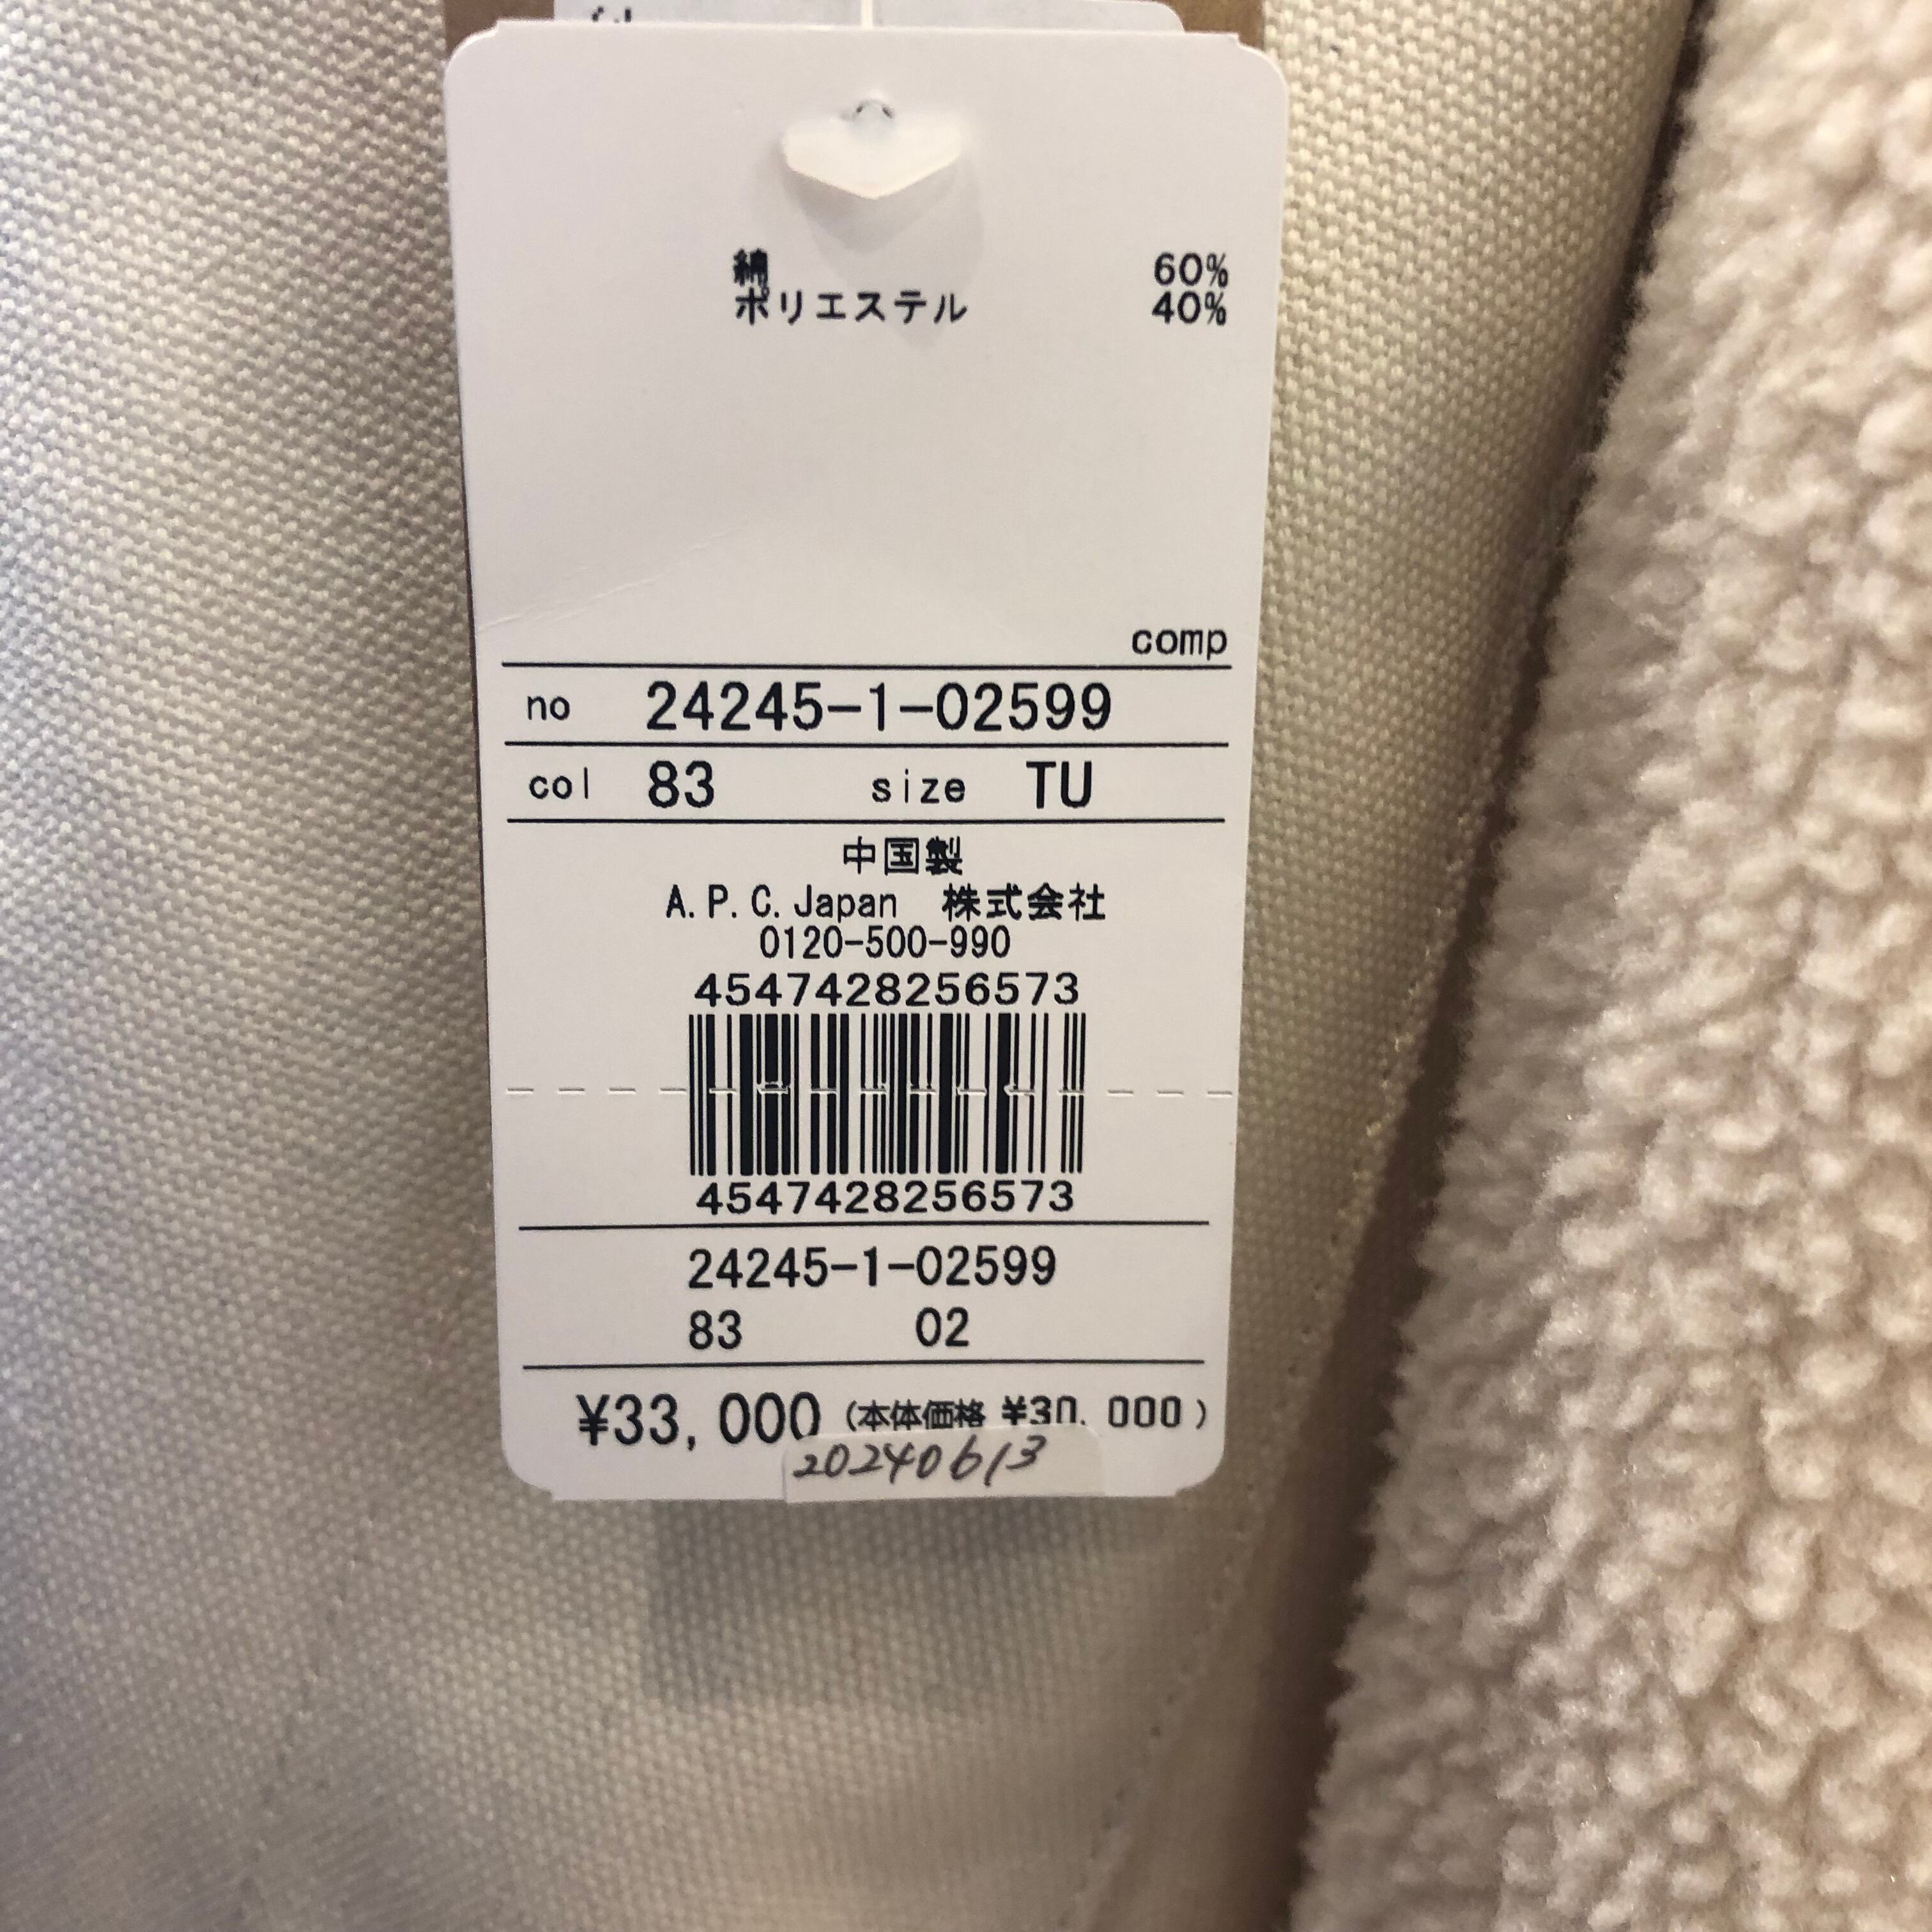 綿 60%
ポリエステル 40%
comp
no 24245-1-02599
col 83 size TU
中国製
A.P.C.Japan 株式会社
0120-500-990
4547428256573
4547428256573
24245-1-02599
83 02
¥33,000 (本体価格 ¥30,000)
20240613